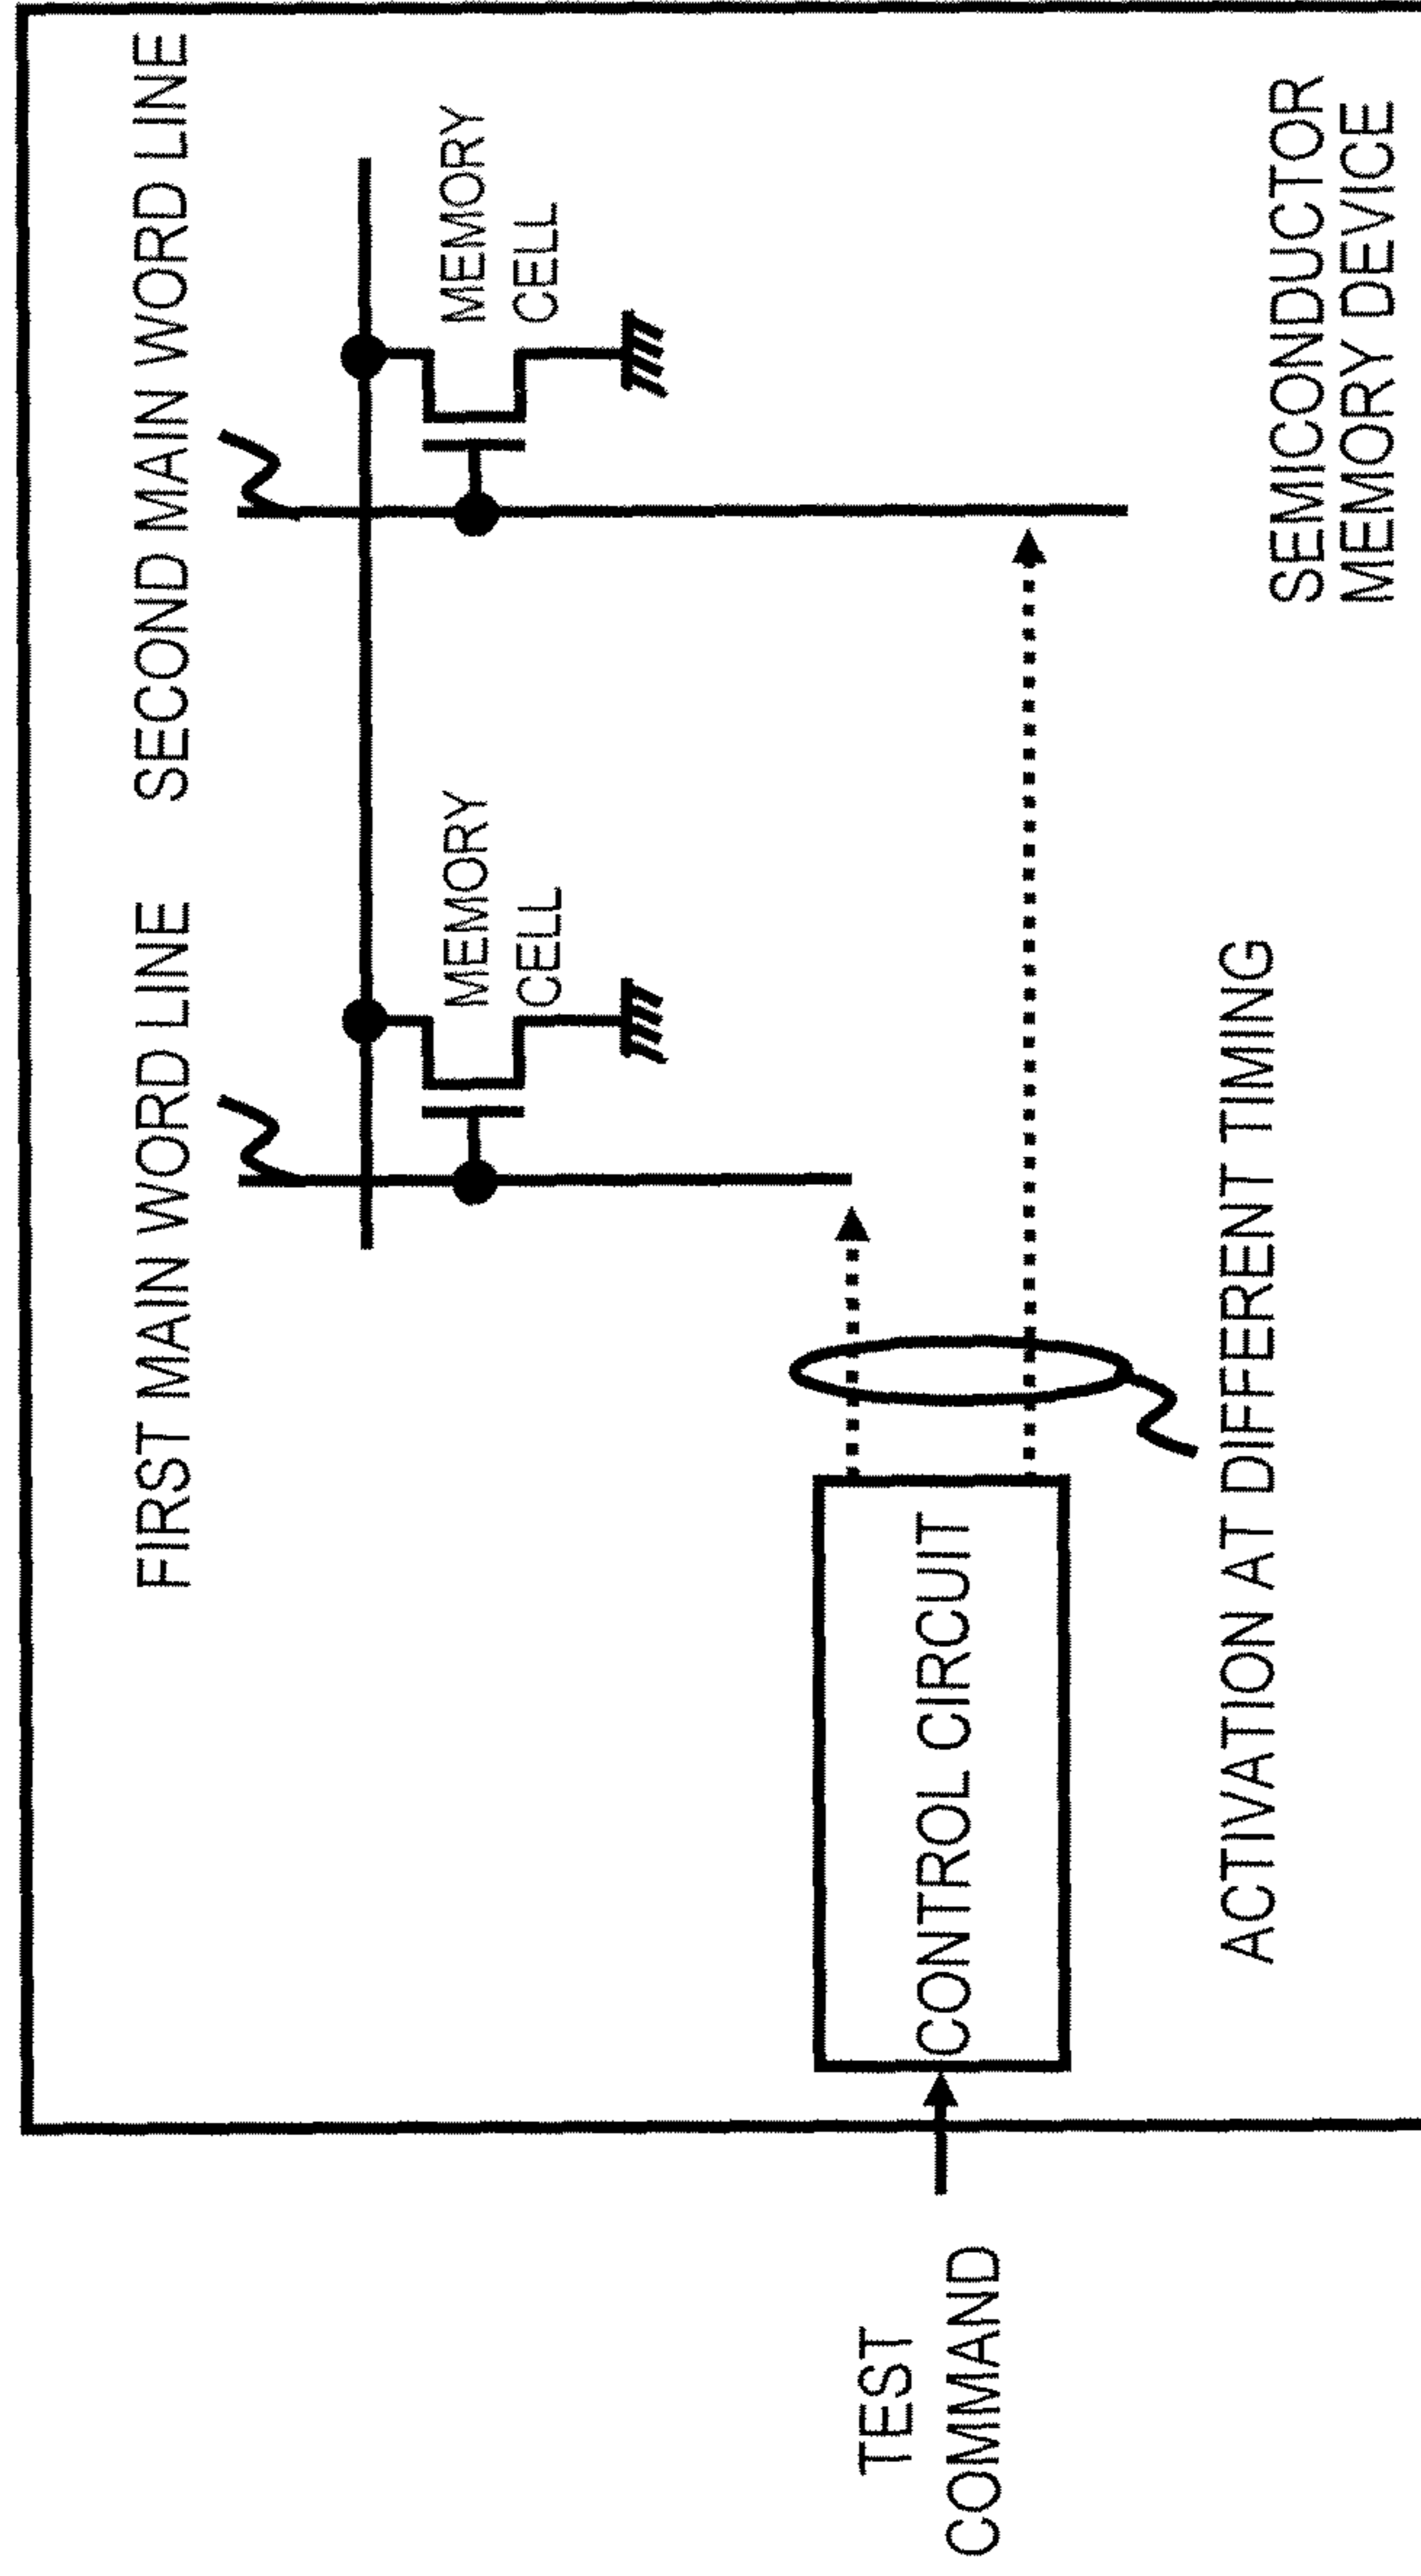 FIRST MAIN WORD LINE
SECOND MAIN WORD LINE
MEMORY
CELL
MEMORY
CELL
TEST
COMMAND
CONTROL CIRCUIT
ACTIVATION AT DIFFERENT TIMING
SEMICONDUCTOR
MEMORY DEVICE